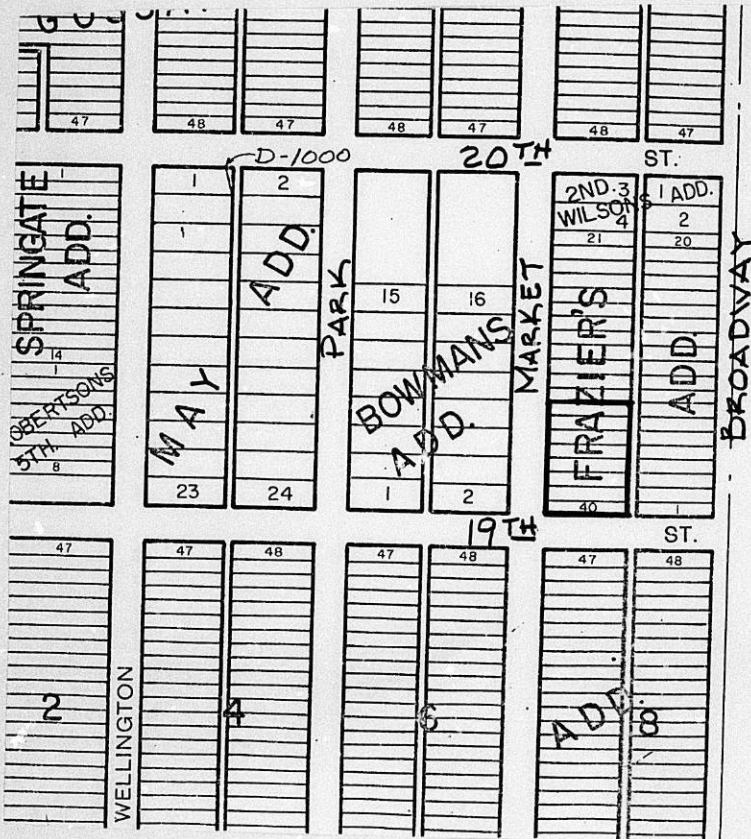 47
48
47
48
47
48
47
D-1000
20TH
ST.
1
SPRINGATE
ADD.
14
1
5TH. ADD.
8
1
2
1
MAY
ADD.
23
24
PARK
15
16
BOWMANS
ADD.
1
2
MARKET
2ND. 3
WILSONS 4
1 ADD.
2
21
20
FRAZIER'S
ADD.
40
1
BROADWAY
19TH
ST.
47
47
48
47
48
47
48
2
WELLINGTON
4
6
ADD
8